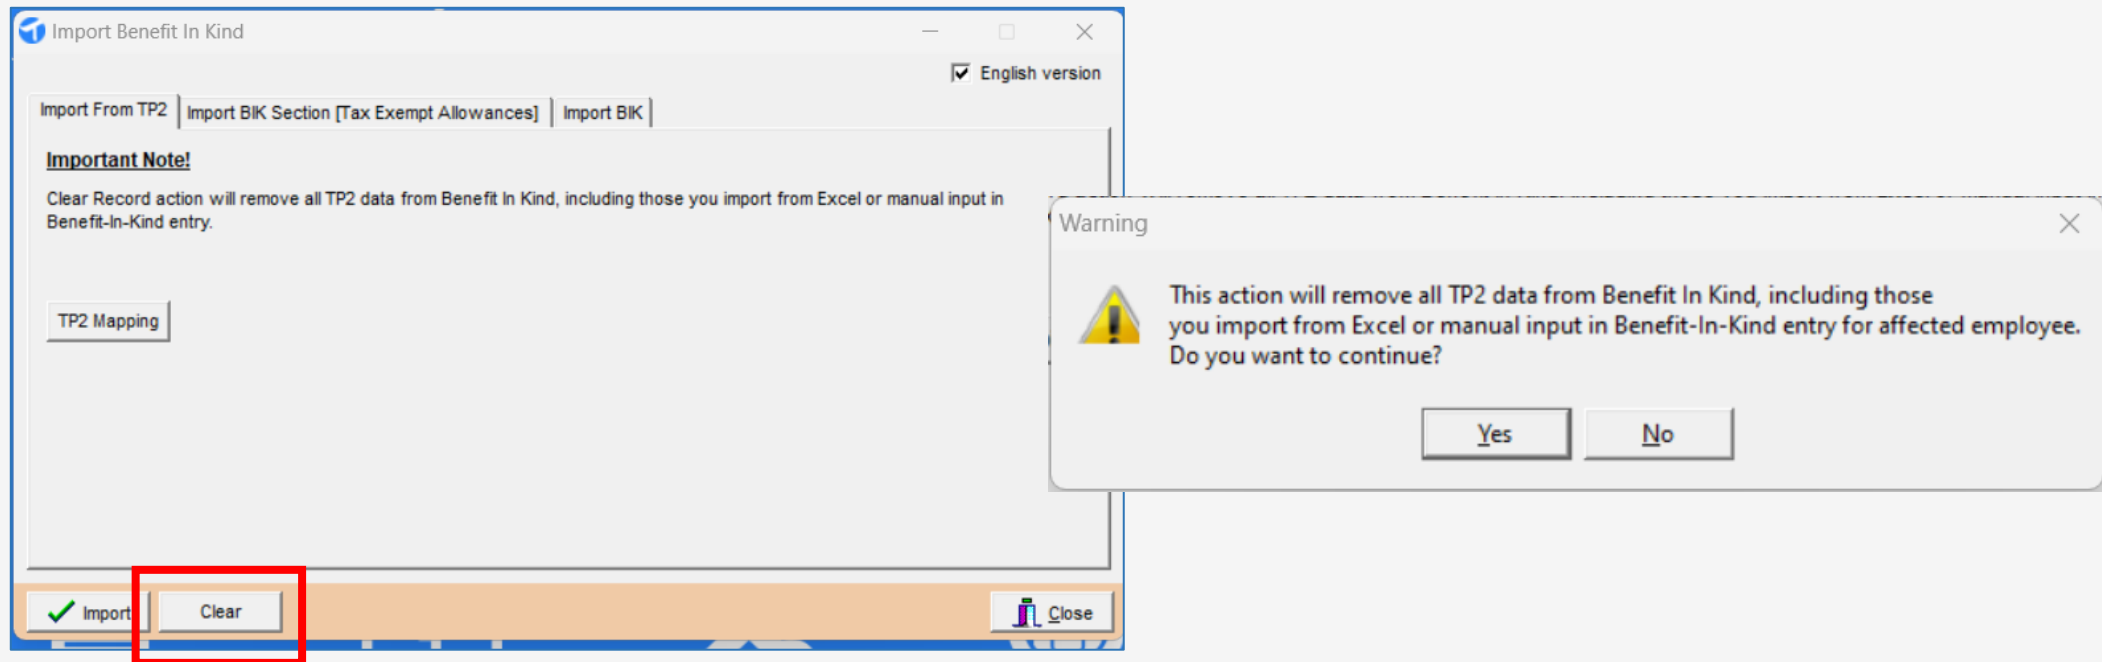 Import Benefit In Kind
English version
Import From TP2
Import BIK Section [Tax Exempt Allowances]
Import BIK
Important Note!
Clear Record action will remove all TP2 data from Benefit In Kind, including those you import from Excel or manual input in
Benefit-In-Kind entry.
TP2 Mapping
Import
Clear
Close
Warning
This action will remove all TP2 data from Benefit In Kind, including those
you import from Excel or manual input in Benefit-In-Kind entry for affected employee.
Do you want to continue?
Yes
No